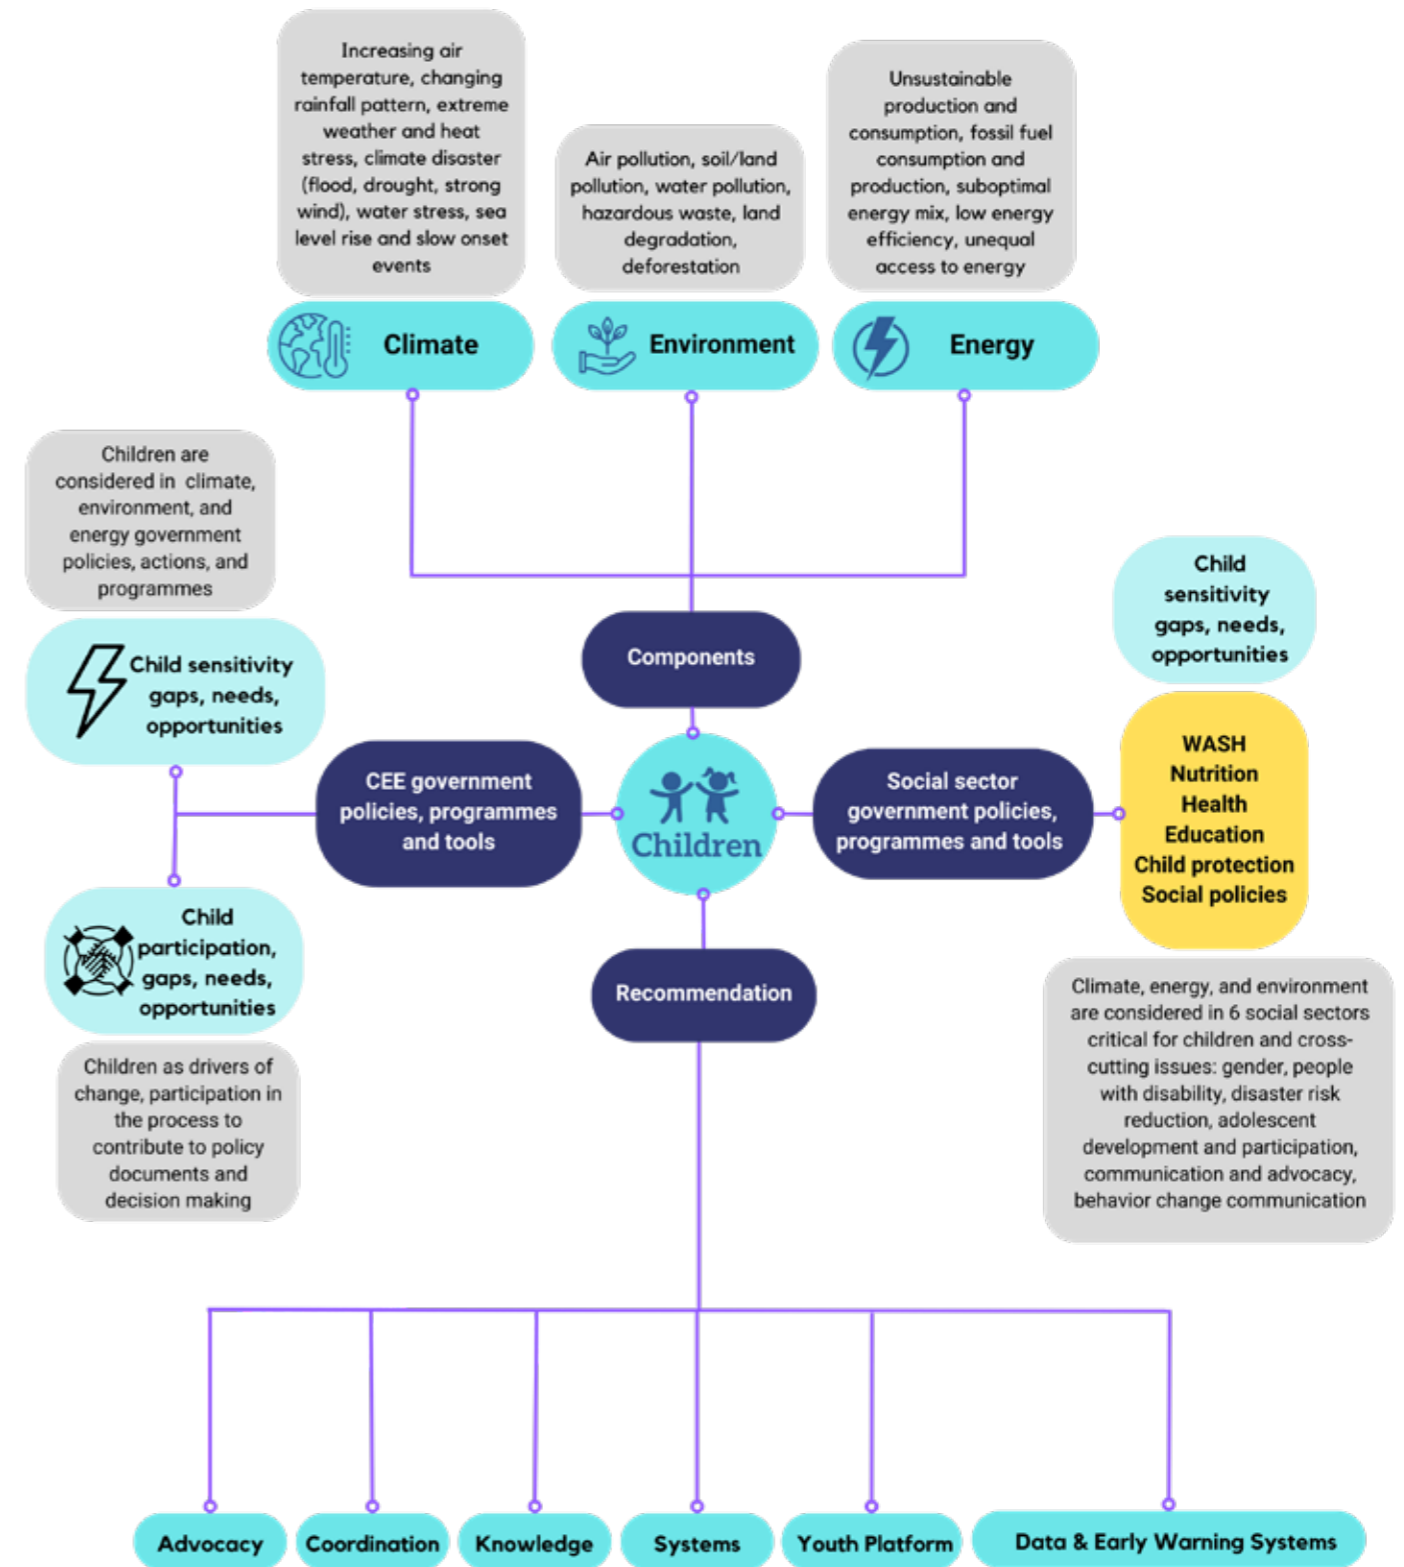 Increasing air
temperature, changing
rainfall pattern, extreme
weather and heat
stress, climate disaster
(flood, drought, strong
wind), water stress, sea
level rise and slow onset
events
Air pollution, soil/land
pollution, water pollution,
hazardous waste, land
degradation,
deforestation
Unsustainable
production and
consumption, fossil fuel
consumption and
production, suboptimal
energy mix, low energy
efficiency, unequal
access to energy
Climate
Environment
Energy
Children are
considered in climate,
environment, and
energy government
policies, actions, and
programmes
Child sensitivity
gaps, needs,
opportunities
Components
Child
sensitivity
gaps, needs,
opportunities
CEE government
policies, programmes
and tools
Children
Social sector
government policies,
programmes and tools
WASH
Nutrition
Health
Education
Child protection
Social policies
Child
participation,
gaps, needs,
opportunities
Children as drivers of
change, participation in
the process to
contribute to policy
documents and
decision making
Recommendation
Climate, energy, and environment
are considered in 6 social sectors
critical for children and cross-
cutting issues: gender, people
with disability, disaster risk
reduction, adolescent
development and participation,
communication and advocacy,
behavior change communication
Advocacy
Coordination
Knowledge
Systems
Youth Platform
Data & Early Warning Systems